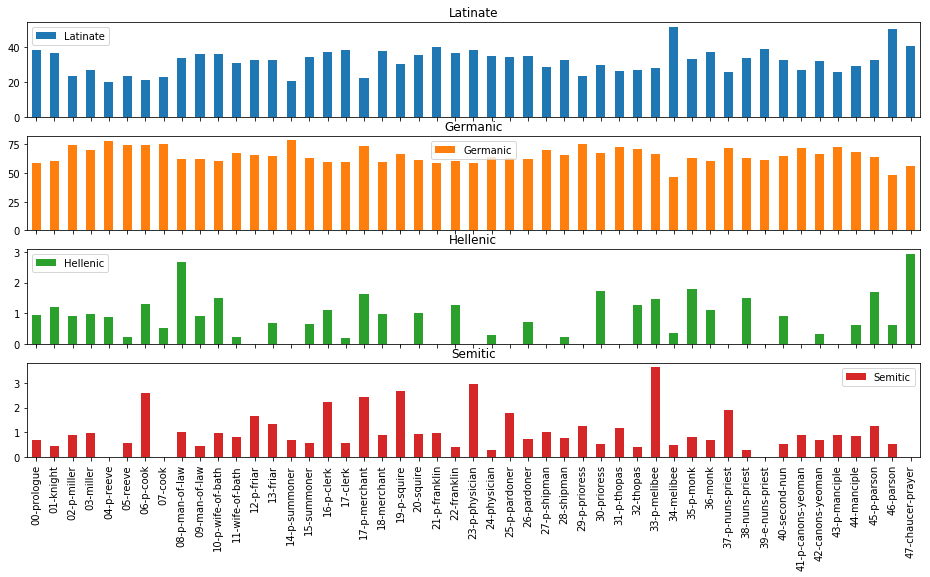 Latinate
Latinate
40
20
0
Germanic
Germanic
75
50
25
0
Hellenic
Hellenic
3
2
1
0
Semitic
Semitic
3
2
1
0
00-prologue
01-knight
02-p-miller
03-miller
04-p-reeve
05-reeve
06-p-cook
07-cook
08-p-man-of-law
09-man-of-law
10-p-wife-of-bath
11-wife-of-bath
12-p-friar
13-friar
14-p-summoner
15-summoner
16-p-clerk
17-clerk
17-p-merchant
18-merchant
19-p-squire
20-squire
21-p-franklin
22-franklin
23-p-physician
24-physician
25-p-pardoner
26-pardoner
27-p-shipman
28-shipman
29-p-prioress
30-prioress
31-p-thopas
32-thopas
33-p-melibee
34-melibee
35-p-monk
36-monk
37-p-nuns-priest
38-nuns-priest
39-e-nuns-priest
40-second-nun
41-p-canons-yeoman
42-canons-yeoman
43-p-manciple
44-manciple
45-p-parson
46-parson
47-chaucer-prayer